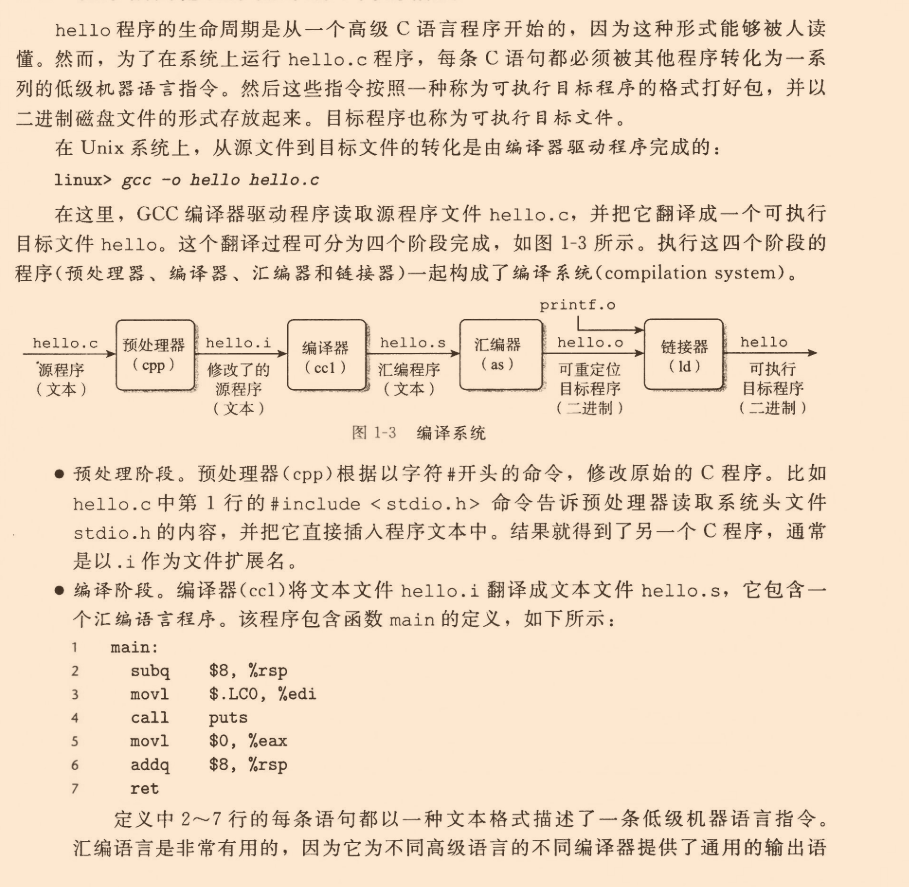 hello 程序的生命周期是从一个高级 C 语言程序开始的，因为这种形式能够被人读
懂。然而，为了在系统上运行 hello.c 程序，每条 C 语句都必须被其他程序转化为一系
列的低级机器语言指令。然后这些指令按照一种称为可执行目标程序的格式打好包，并以
二进制磁盘文件的形式存放起来。目标程序也称为可执行目标文件。
在 Unix 系统上，从源文件到目标文件的转化是由编译器驱动程序完成的：
linux> gcc -o hello hello.c
在这里，GCC 编译器驱动程序读取源程序文件 hello.c，并把它翻译成一个可执行
目标文件 hello。这个翻译过程可分为四个阶段完成，如图 1-3 所示。执行这四个阶段的
程序(预处理器、编译器、汇编器和链接器)一起构成了编译系统(compilation system)。
printf.o
hello.c
源程序
（文本）
预处理器
（cpp）
hello.i
修改了的
源程序
（文本）
编译器
（cc1）
hello.s
汇编程序
（文本）
汇编器
（as）
hello.o
可重定位
目标程序
（二进制）
链接器
（ld）
hello
可执行
目标程序
（二进制）
图 1-3 编译系统
● 预处理阶段。预处理器(cpp)根据以字符#开头的命令，修改原始的 C 程序。比如
hello.c 中第 1 行的#include <stdio.h> 命令告诉预处理器读取系统头文件
stdio.h 的内容，并把它直接插入程序文本中。结果就得到了另一个 C 程序，通常
是以.i 作为文件扩展名。
● 编译阶段。编译器(cc1)将文本文件 hello.i 翻译成文本文件 hello.s，它包含一
个汇编语言程序。该程序包含函数 main 的定义，如下所示：
1 main:
2 subq $8, %rsp
3 movl $.LC0, %edi
4 call puts
5 movl $0, %eax
6 addq $8, %rsp
7 ret
定义中 2～7 行的每条语句都以一种文本格式描述了一条低级机器语言指令。
汇编语言是非常有用的，因为它为不同高级语言的不同编译器提供了通用的输出语